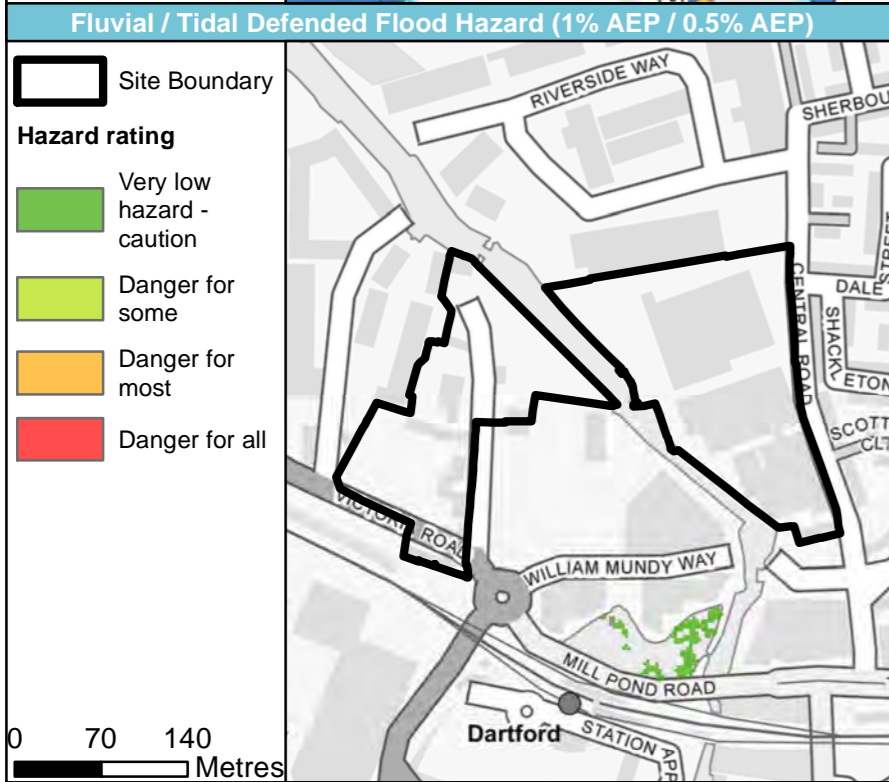 Fluvial / Tidal Defended Flood Hazard (1% AEP / 0.5% AEP)
Site Boundary
Hazard rating
Very low
hazard -
caution
Danger for
some
Danger for
most
Danger for all
0 70 140
Metres
RIVERSIDE WAY
SHERBOU
CENTRAL ROAD
DALE
STREET
SHACKL
ETON
SCOTT
CLT
VICTORIA ROAD
WILLIAM MUNDY WAY
MILL POND ROAD
Dartford
STATION APP